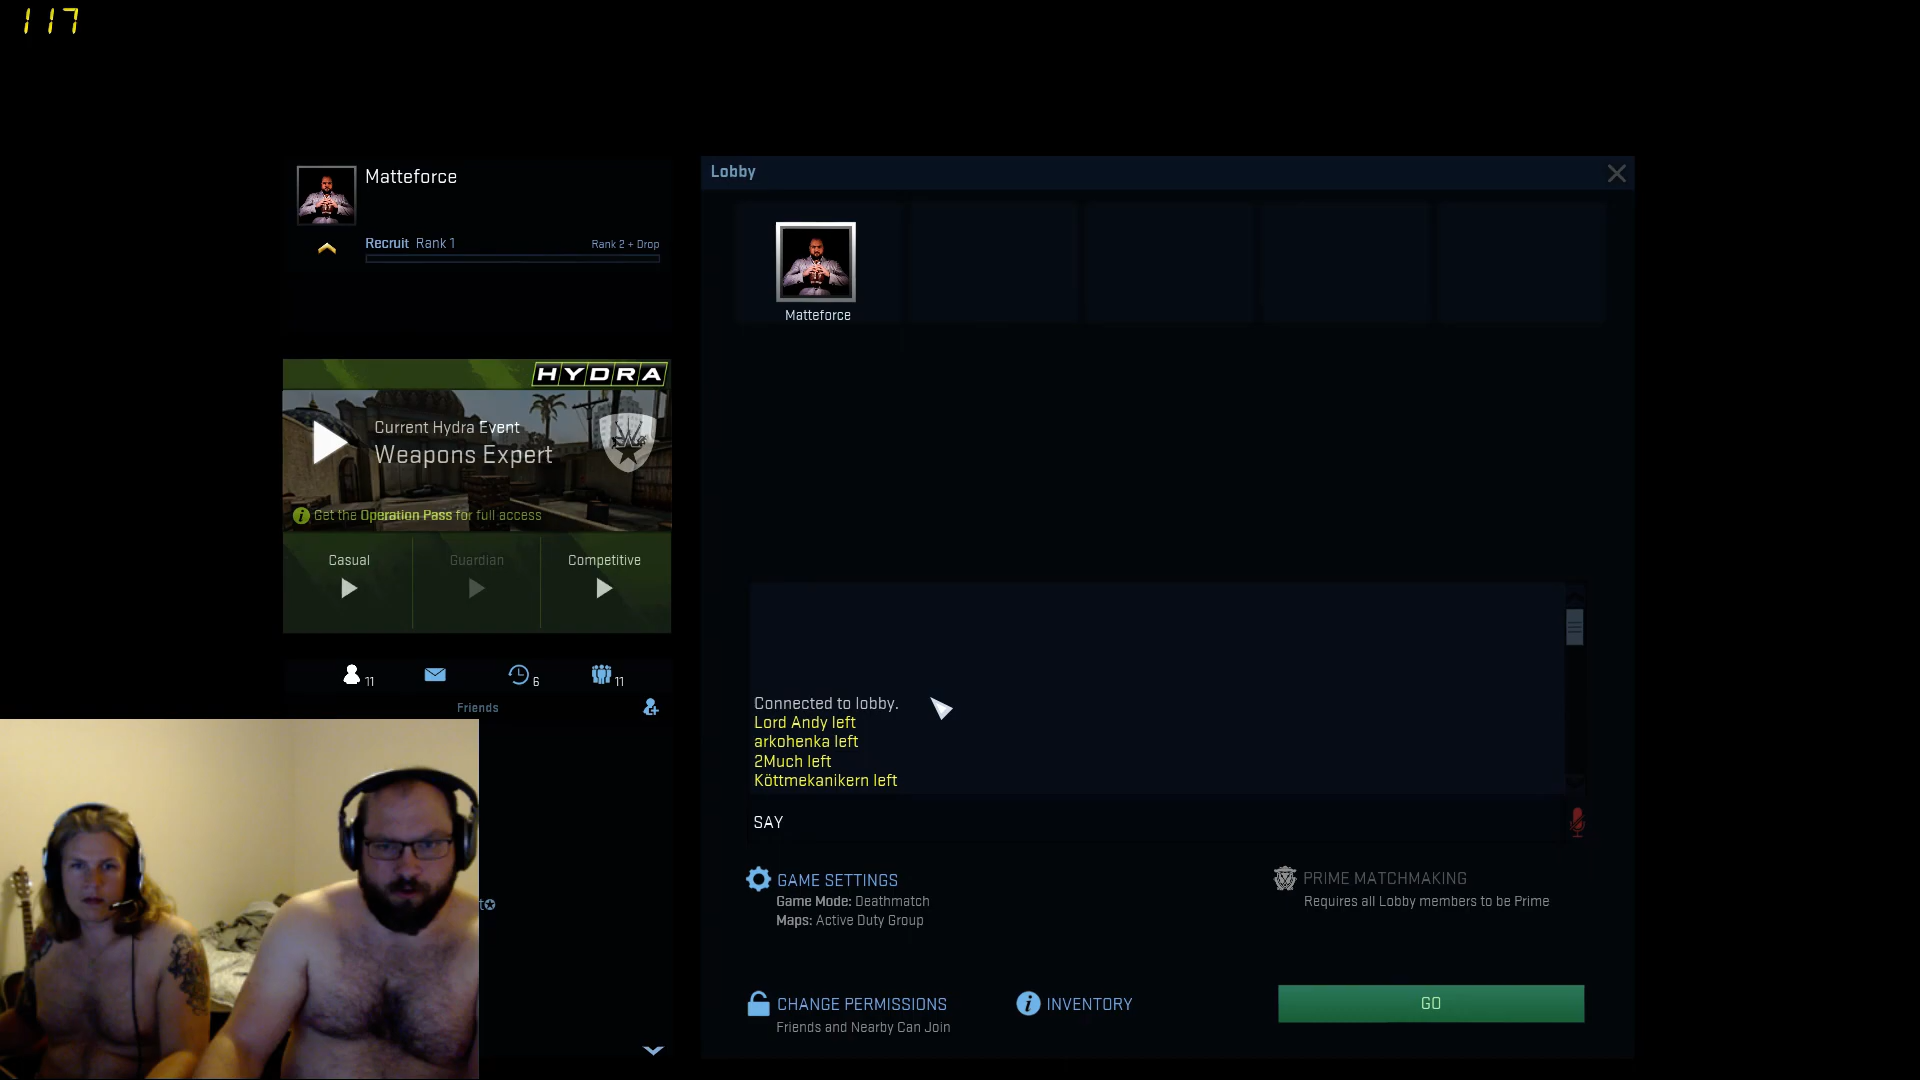 117
Matteforce
Recruit Rank 1
Rank 2 + Drop
HYDRA
Current Hydra Event
Weapons Expert
Get the Operation Pass for full access
Casual
Guardian
Competitive
11
6
11
Friends
Lobby
Matteforce
Connected to lobby.
Lord Andy left
arkohenka left
2Much left
Köttmekanikern left
SAY
GAME SETTINGS
Game Mode: Deathmatch
Maps: Active Duty Group
PRIME MATCHMAKING
Requires all Lobby members to be Prime
CHANGE PERMISSIONS
Friends and Nearby Can Join
INVENTORY
GO